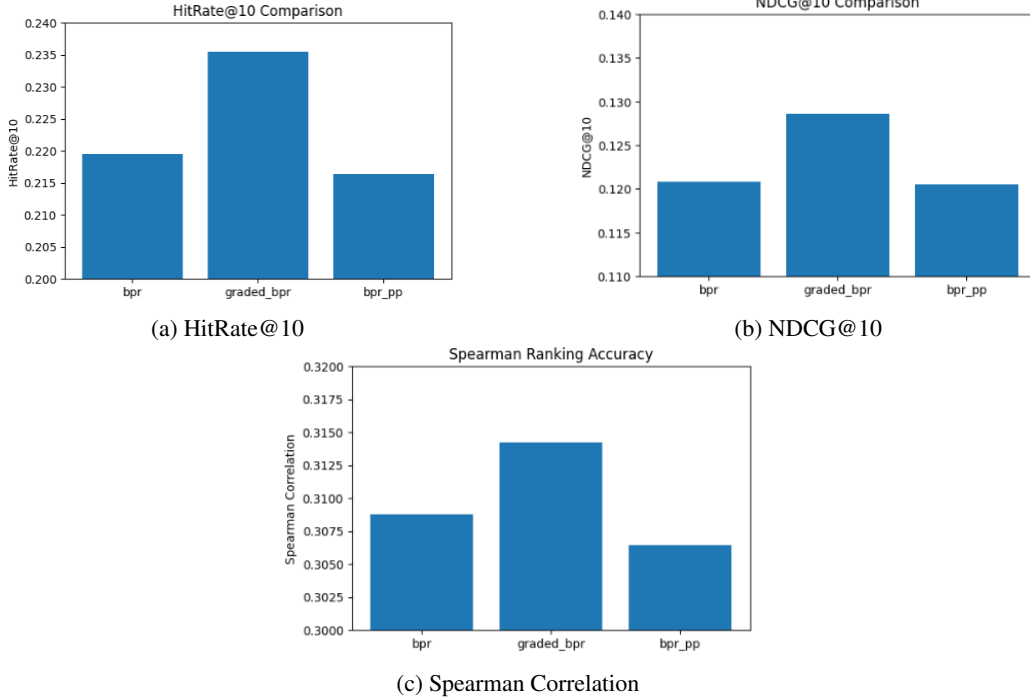 HitRate@10 Comparison
0.240
0.235
0.230
0.225
0.220
0.215
0.210
0.205
0.200
HitRate@10
bpr graded_bpr bpr_pp
(a) HitRate@10
NDCG@10 Comparison
0.140
0.135
0.130
0.125
0.120
0.115
0.110
NDCG@10
bpr graded_bpr bpr_pp
(b) NDCG@10
Spearman Ranking Accuracy
0.3200
0.3175
0.3150
0.3125
0.3100
0.3075
0.3050
0.3025
0.3000
Spearman Correlation
bpr graded_bpr bpr_pp
(c) Spearman Correlation